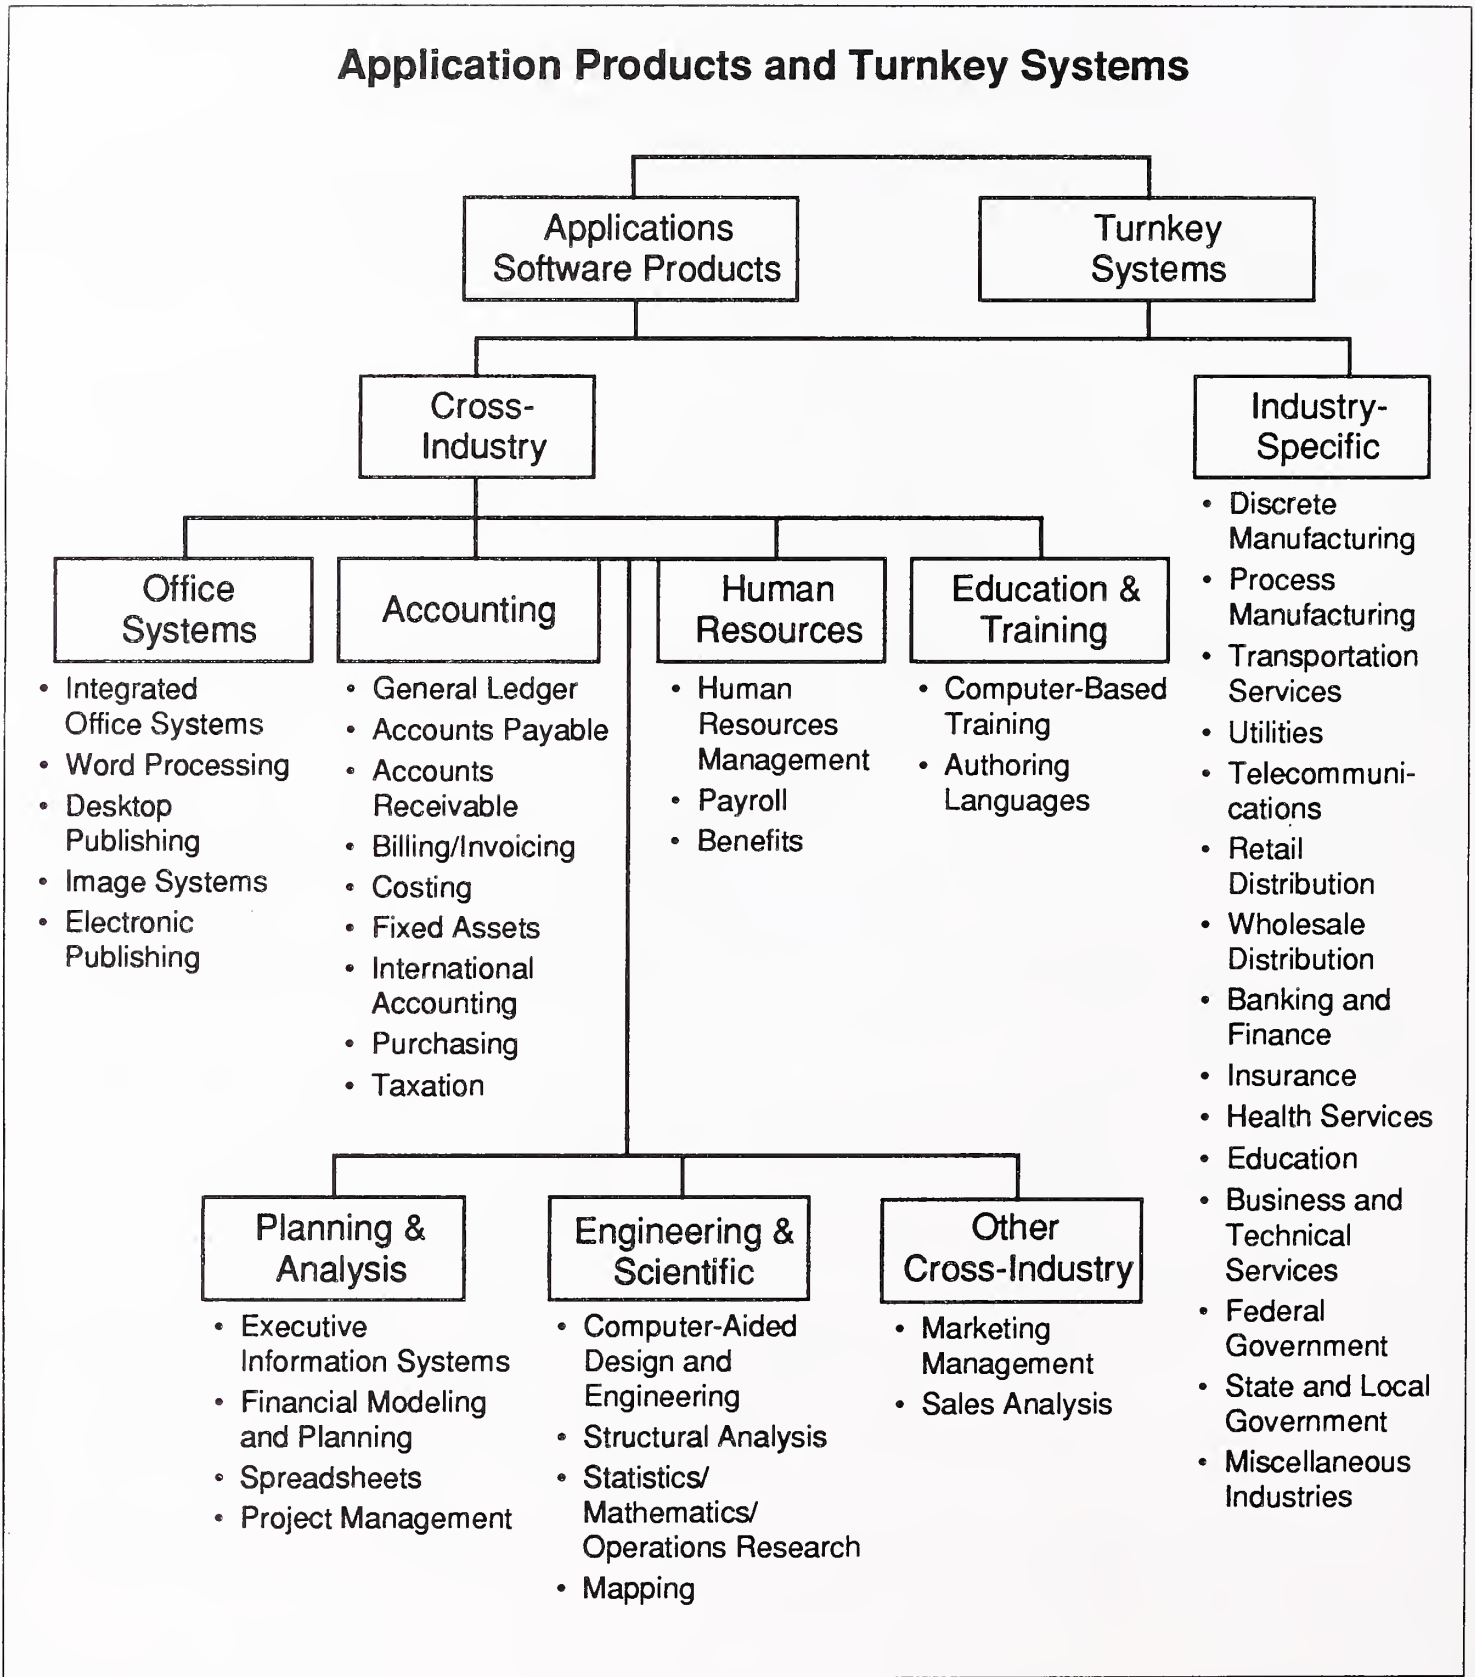 Application Products and Turnkey Systems
Applications
Software Products
Turnkey
Systems
Cross-
Industry
Industry-
Specific
• Discrete
Manufacturing
• Process
Manufacturing
• Transportation
Services
• Utilities
• Telecommuni-
cations
• Retail
Distribution
• Wholesale
Distribution
• Banking and
Finance
• Insurance
• Health Services
• Education
• Business and
Technical
Services
• Federal
Government
• State and Local
Government
• Miscellaneous
Industries
Office
Systems
• Integrated
Office Systems
• Word Processing
• Desktop
Publishing
• Image Systems
• Electronic
Publishing
Accounting
• General Ledger
• Accounts Payable
• Accounts
Receivable
• Billing/Invoicing
• Costing
• Fixed Assets
• International
Accounting
• Purchasing
• Taxation
Human
Resources
• Human
Resources
Management
• Payroll
• Benefits
Education &
Training
• Computer-Based
Training
• Authoring
Languages
Planning &
Analysis
• Executive
Information Systems
• Financial Modeling
and Planning
• Spreadsheets
• Project Management
Engineering &
Scientific
• Computer-Aided
Design and
Engineering
• Structural Analysis
• Statistics/
Mathematics/
Operations Research
• Mapping
Other
Cross-Industry
• Marketing
Management
• Sales Analysis